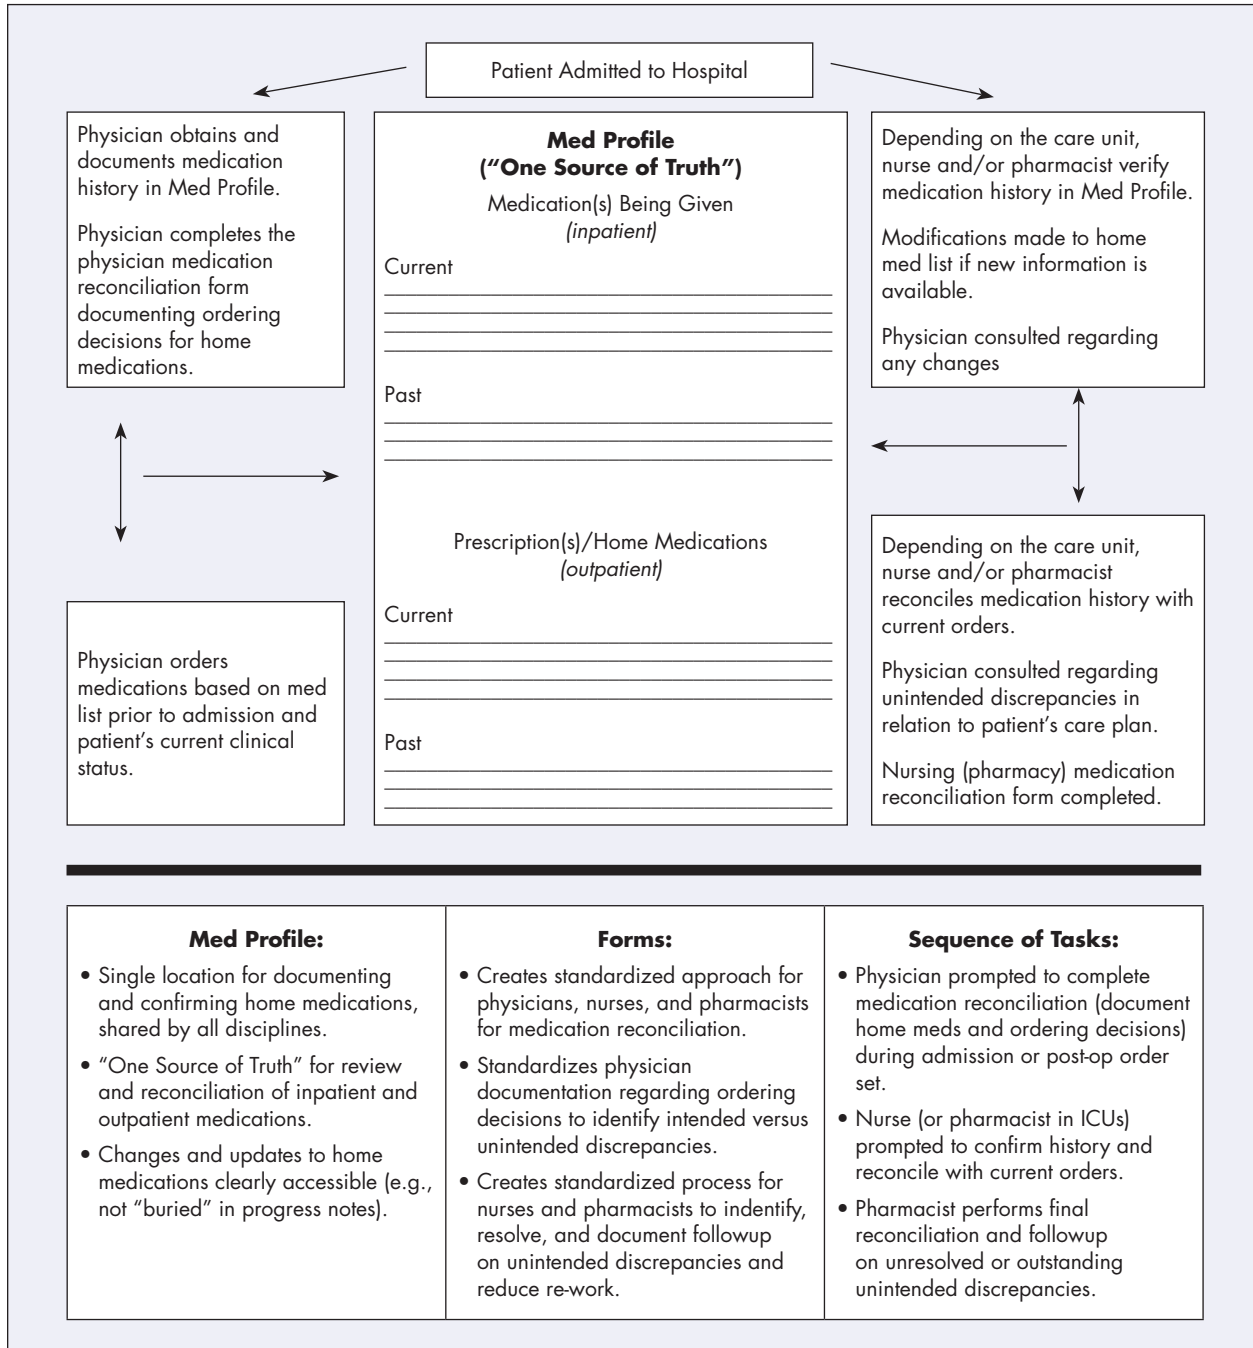 Patient Admitted to Hospital
Physician obtains and
documents medication
history in Med Profile.
Physician completes the
physician medication
reconciliation form
documenting ordering
decisions for home
medications.
Physician orders
medications based on med
list prior to admission and
patient's current clinical
status.
Med Profile
("One Source of Truth")
Medication(s) Being Given
(inpatient)
Current
Past
Prescription(s)/Home Medications
(outpatient)
Current
Past
Depending on the care unit,
nurse and/or pharmacist verify
medication history in Med Profile.
Modifications made to home
med list if new information is
available.
Physician consulted regarding
any changes
Depending on the care unit,
nurse and/or pharmacist
reconciles medication history with
current orders.
Physician consulted regarding
unintended discrepancies in
relation to patient's care plan.
Nursing (pharmacy) medication
reconciliation form completed.
Med Profile:
• Single location for documenting
and confirming home medications,
shared by all disciplines.
• "One Source of Truth" for review
and reconciliation of inpatient and
outpatient medications.
• Changes and updates to home
medications clearly accessible (e.g.,
not "buried" in progress notes).
Forms:
• Creates standardized approach for
physicians, nurses, and pharmacists
for medication reconciliation.
• Standardizes physician
documentation regarding ordering
decisions to identify intended versus
unintended discrepancies.
• Creates standardized process for
nurses and pharmacists to indentify,
resolve, and document followup
on unintended discrepancies and
reduce re-work.
Sequence of Tasks:
• Physician prompted to complete
medication reconciliation (document
home meds and ordering decisions)
during admission or post-op order
set.
• Nurse (or pharmacist in ICUs)
prompted to confirm history and
reconcile with current orders.
• Pharmacist performs final
reconciliation and followup
on unresolved or outstanding
unintended discrepancies.